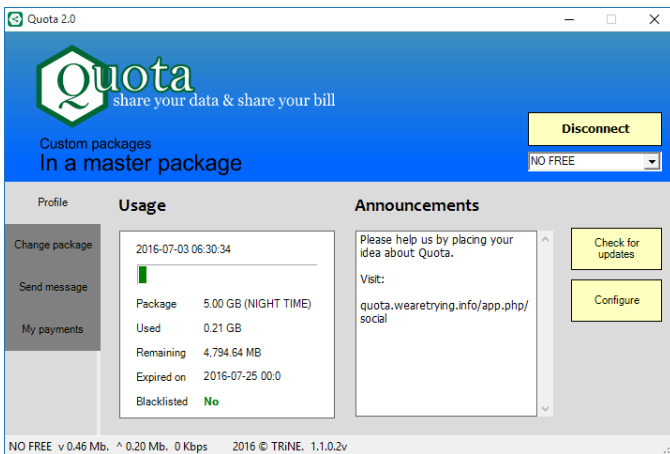 Quota 2.0
Quota
share your data & share your bill
Custom packages
In a master package
Disconnect
NO FREE
Profile
Change package
Send message
My payments
Usage
2016-07-03 06:30:34
Package 5.00 GB (NIGHT TIME)
Used 0.21 GB
Remaining 4,794.64 MB
Expired on 2016-07-25 00:0
Blacklisted No
Announcements
Please help us by placing your
idea about Quota.
Visit:
quota.wearetrying.info/app.php/
social
Check for
updates
Configure
NO FREE v 0.46 Mb. ^ 0.20 Mb. 0 Kbps 2016 © TRiNE. 1.1.0.2v